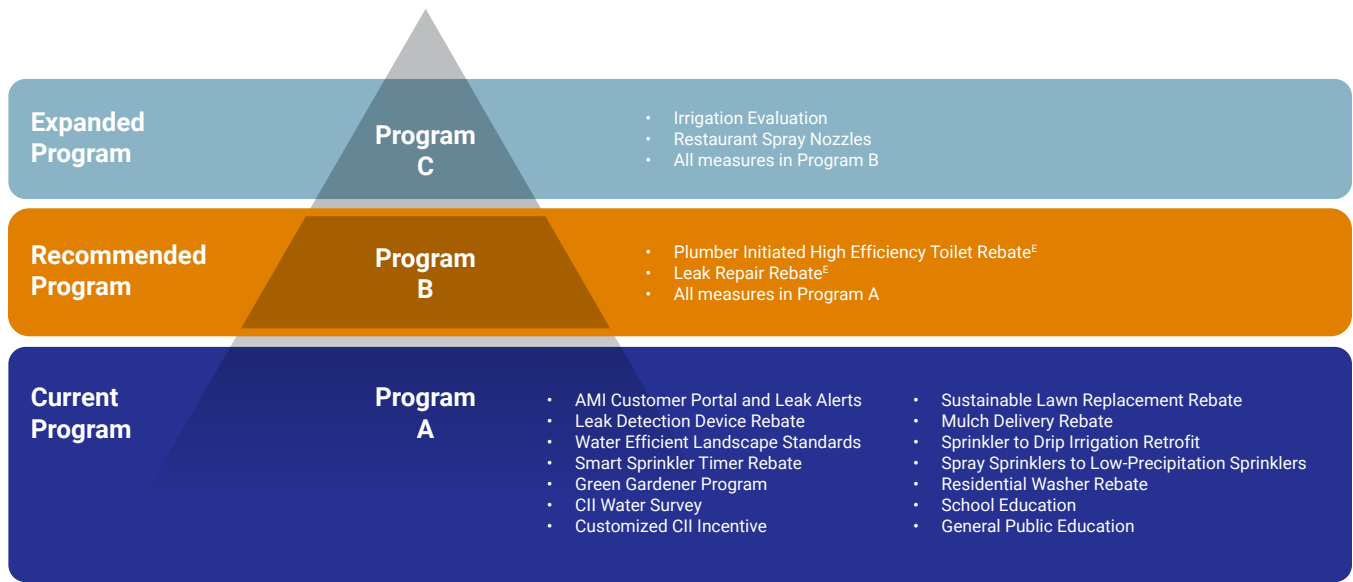 Expanded
Program
Program
C
• Irrigation Evaluation
• Restaurant Spray Nozzles
• All measures in Program B
Recommended
Program
Program
B
• Plumber Initiated High Efficiency Toilet Rebateᴱ
• Leak Repair Rebateᴱ
• All measures in Program A
Current
Program
Program
A
• AMI Customer Portal and Leak Alerts
• Leak Detection Device Rebate
• Water Efficient Landscape Standards
• Smart Sprinkler Timer Rebate
• Green Gardener Program
• CII Water Survey
• Customized CII Incentive
• Sustainable Lawn Replacement Rebate
• Mulch Delivery Rebate
• Sprinkler to Drip Irrigation Retrofit
• Spray Sprinklers to Low-Precipitation Sprinklers
• Residential Washer Rebate
• School Education
• General Public Education